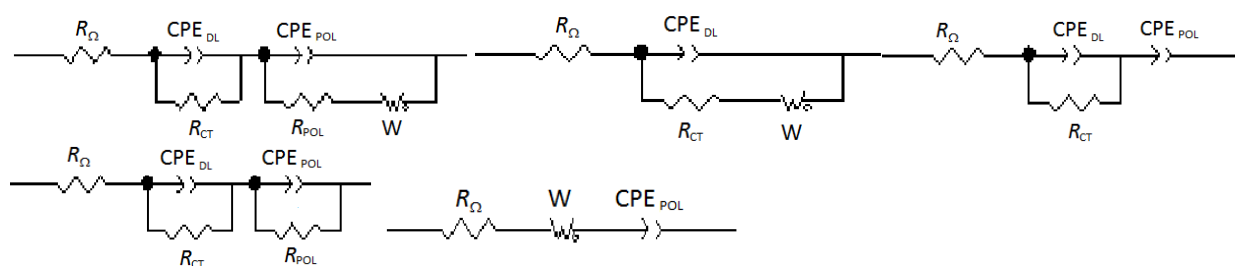 RΩ CPE DL CPE POL
RCT RPOL W
RΩ CPE DL
RCT W
RΩ CPE DL CPE POL
RCT
RΩ CPE DL CPE POL
RCT RPOL
RΩ W CPE POL